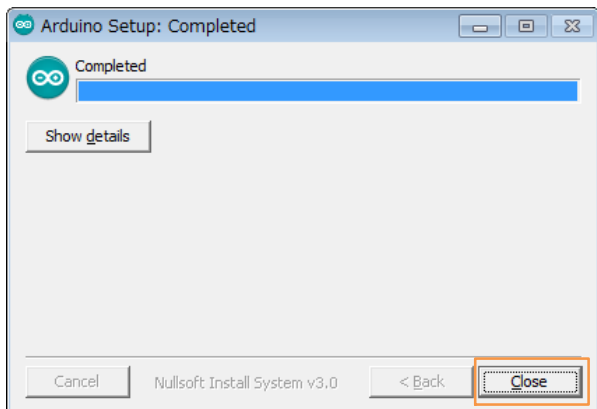 Arduino Setup: Completed
Completed
Show details
Cancel
Nullsoft Install System v3.0
< Back
Close